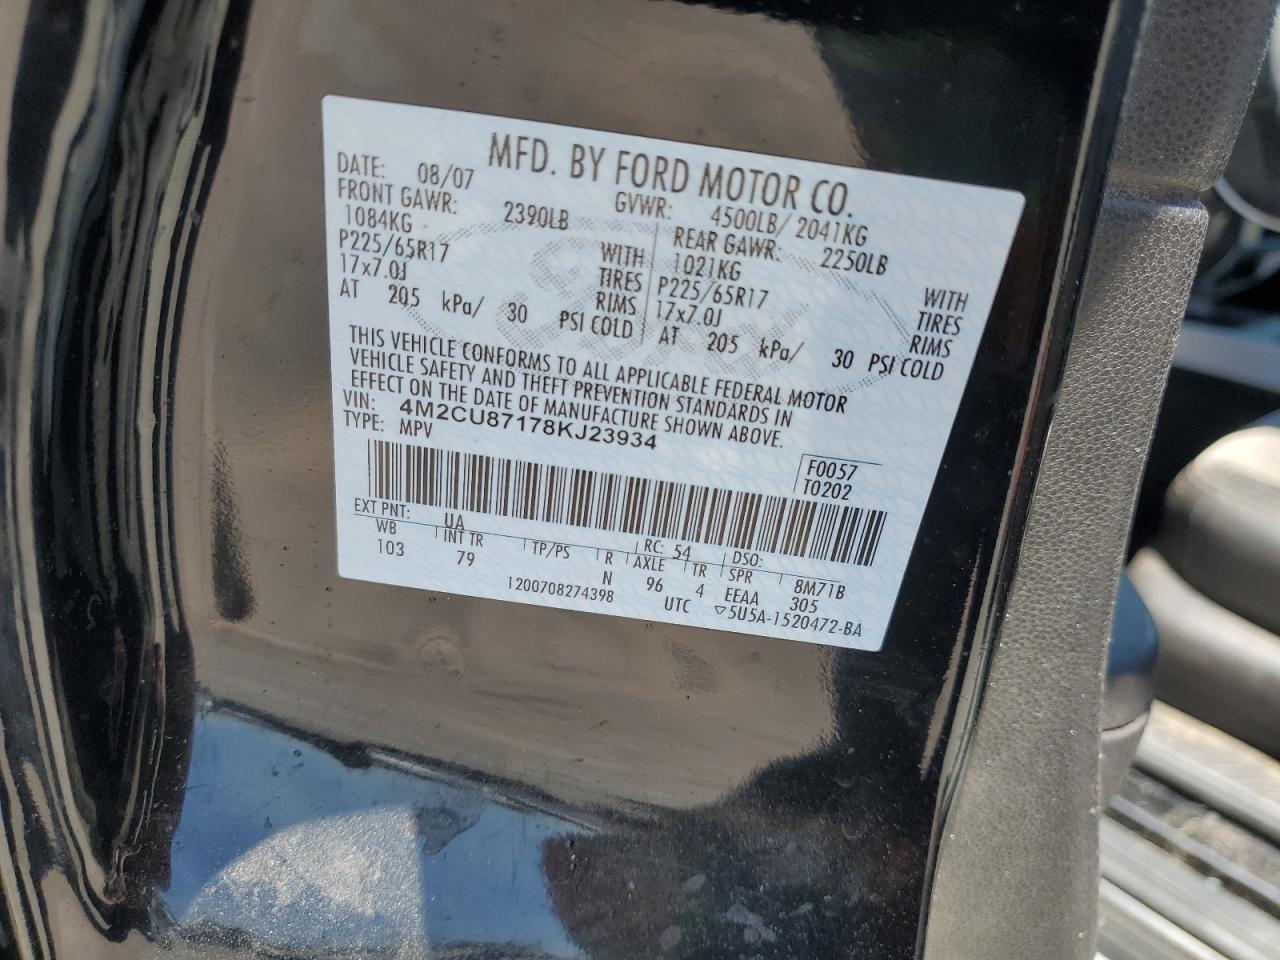 MFD. BY FORD MOTOR CO.
DATE: 08/07 GVWR: 4500LB/ 2041KG
FRONT GAWR: 2390LB REAR GAWR: 2250LB
1084KG WITH 1021KG WITH
P225/65R17 TIRES P225/65R17 TIRES
17x7.0J RIMS 17x7.0J RIMS
AT 205 kPa/ 30 PSI COLD AT 205 kPa/ 30 PSI COLD
THIS VEHICLE CONFORMS TO ALL APPLICABLE FEDERAL MOTOR
VEHICLE SAFETY AND THEFT PREVENTION STANDARDS IN
EFFECT ON THE DATE OF MANUFACTURE SHOWN ABOVE.
VIN: 4M2CU87178KJ23934
TYPE: MPV
F0057
T0202
EXT PNT: UA RC: 54 DSO:
WB INT TR TP/PS R AXLE TR SPR 8M71B
103 79 N 96 4 EEAA 305
1200708274398 UTC ▽5U5A-1520472-BA